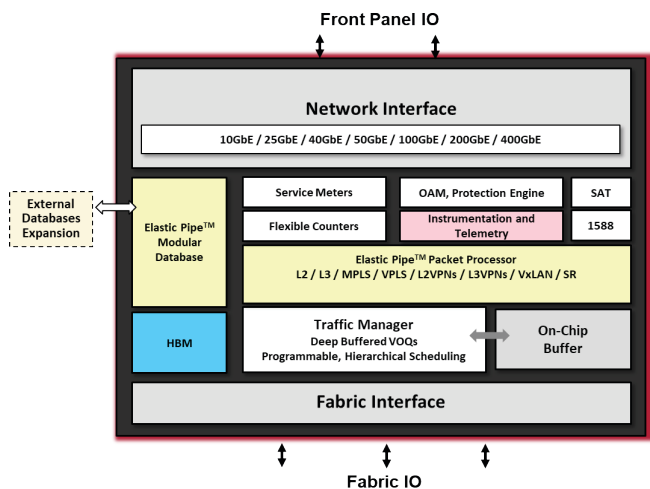 Front Panel IO
Network Interface
10GbE / 25GbE / 40GbE / 50GbE / 100GbE / 200GbE / 400GbE
External
Databases
Expansion
Elastic Pipe™
Modular
Database
Service Meters
OAM, Protection Engine
SAT
Flexible Counters
Instrumentation and
Telemetry
1588
Elastic Pipe™ Packet Processor
L2 / L3 / MPLS / VPLS / L2VPNs / L3VPNs / VxLAN / SR
HBM
Traffic Manager
Deep Buffered VOQs
Programmable, Hierarchical Scheduling
On-Chip
Buffer
Fabric Interface
Fabric IO